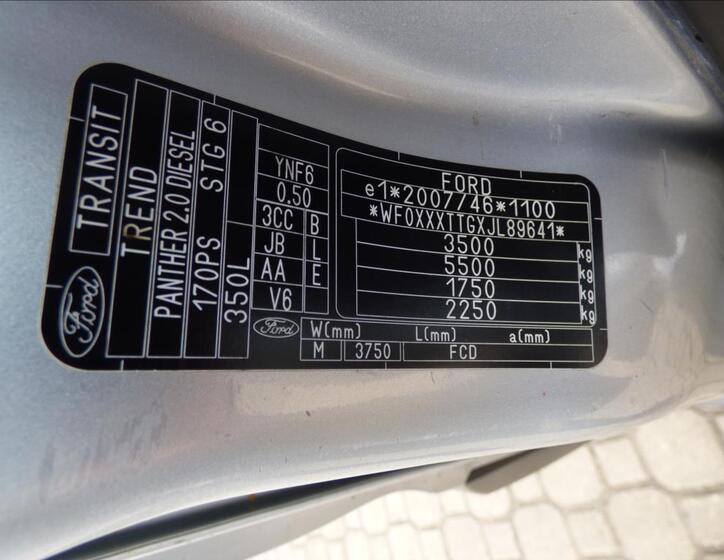 Ford
TRANSIT
TREND
PANTHER 2.0 DIESEL
170PS STG 6
350L
YNF6
0.50
3CC B
JB L
AA E
V6
FORD
e1*2007/46*1100
*WF0XXXTTGXJL89641*
3500 kg
5500 kg
1750 kg
2250 kg
Ford W(mm) L(mm) a(mm)
M 3750 FCD